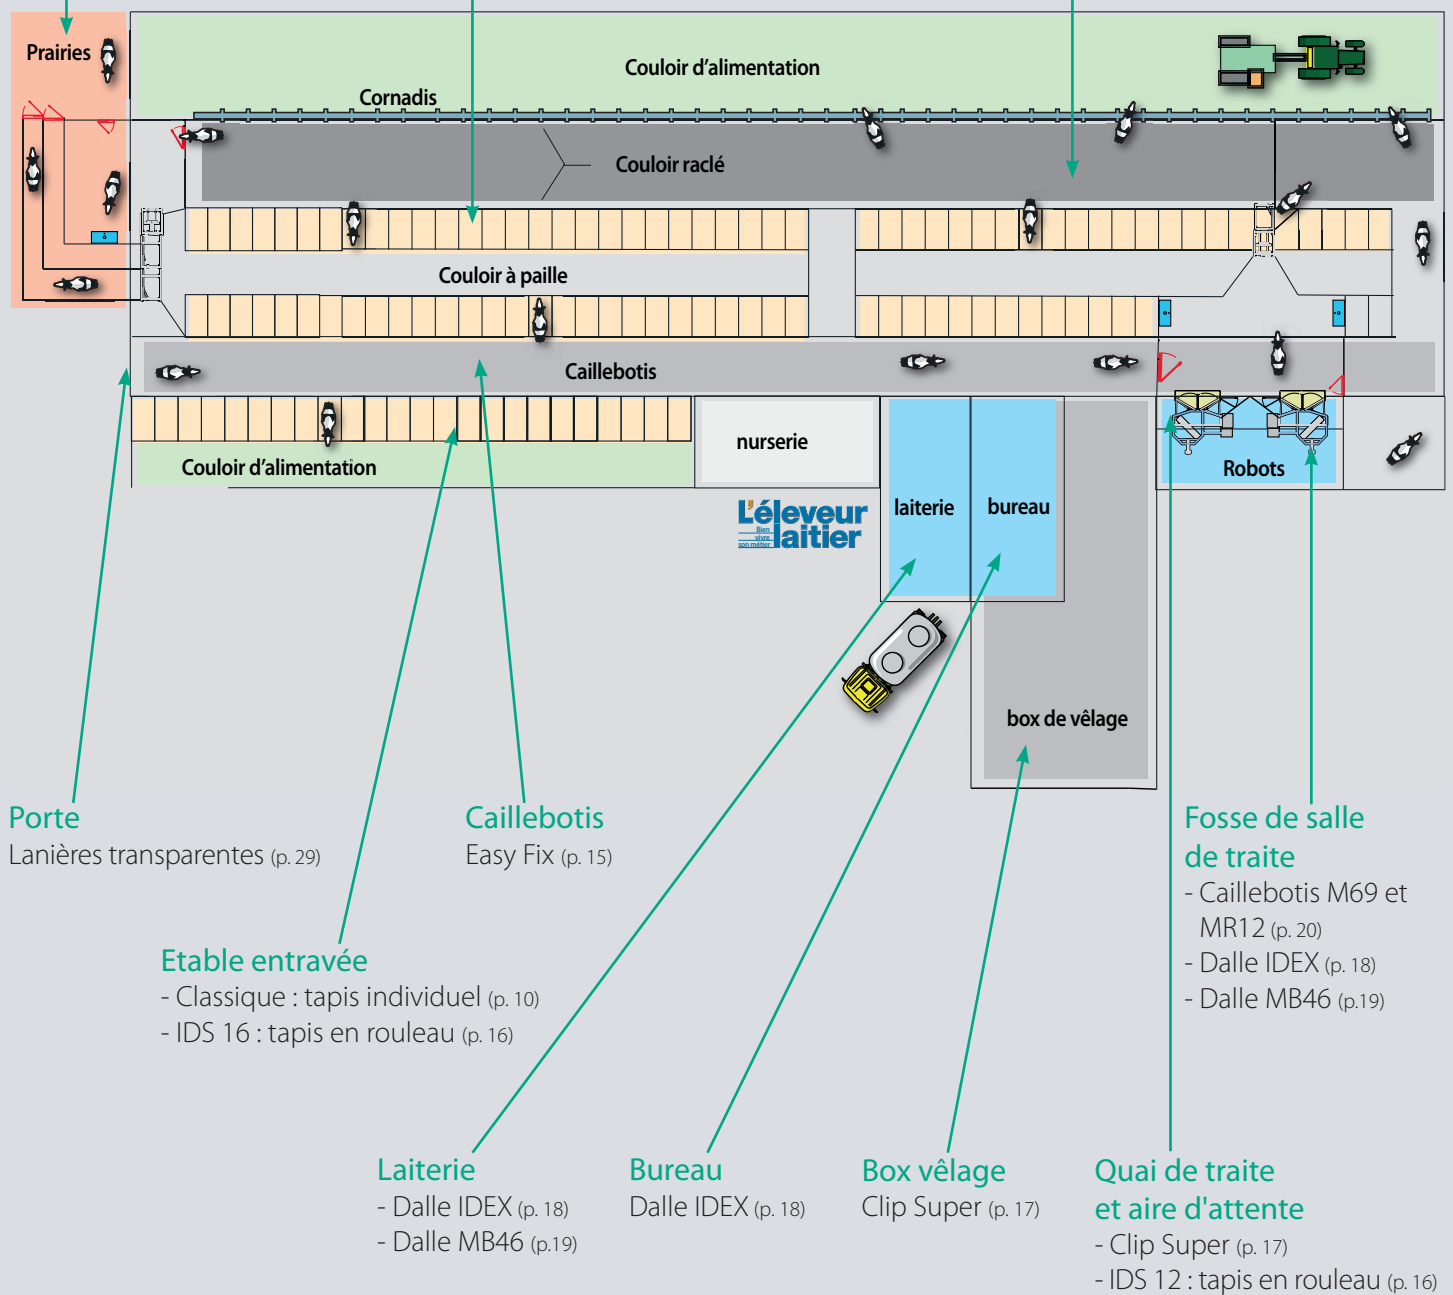 Prairies
Couloir d'alimentation
Cornadis
Couloir raclé
Couloir à paille
Caillebotis
Couloir d'alimentation
nurserie
Robots
laiterie
bureau
L'éleveur
laitier
Bien
vivre
son métier
box de vêlage
Porte
Lanières transparentes (p. 29)
Caillebotis
Easy Fix (p. 15)
Fosse de salle
de traite
- Caillebotis M69 et
MR12 (p. 20)
- Dalle IDEX (p. 18)
- Dalle MB46 (p.19)
Etable entravée
- Classique : tapis individuel (p. 10)
- IDS 16 : tapis en rouleau (p. 16)
Laiterie
- Dalle IDEX (p. 18)
- Dalle MB46 (p.19)
Bureau
Dalle IDEX (p. 18)
Box vêlage
Clip Super (p. 17)
Quai de traite
et aire d'attente
- Clip Super (p. 17)
- IDS 12 : tapis en rouleau (p. 16)